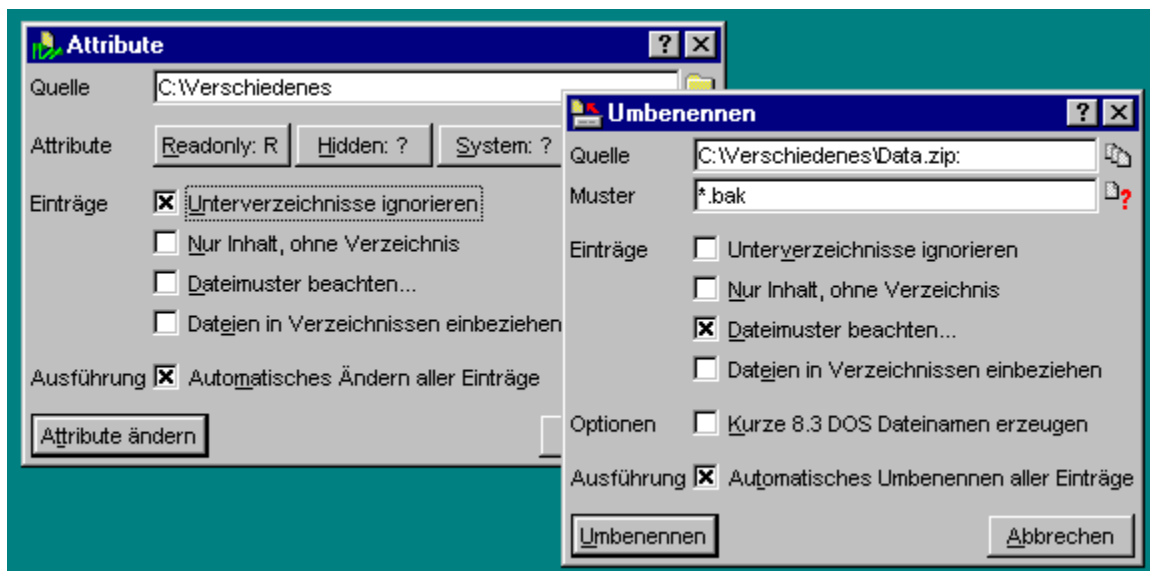 Attribute
Quelle C:\Verschiedenes
Attribute Readonly: R Hidden: ? System: ?
Einträge Unterverzeichnisse ignorieren
Nur Inhalt, ohne Verzeichnis
Dateimuster beachten...
Dateien in Verzeichnissen einbeziehen
Ausführung Automatisches Ändern aller Einträge
Attribute ändern
Umbenennen
Quelle C:\Verschiedenes\Data.zip:
Muster *.bak
Einträge Unterverzeichnisse ignorieren
Nur Inhalt, ohne Verzeichnis
Dateimuster beachten...
Dateien in Verzeichnissen einbeziehen
Optionen Kurze 8.3 DOS Dateinamen erzeugen
Ausführung Automatisches Umbenennen aller Einträge
Umbenennen Abbrechen